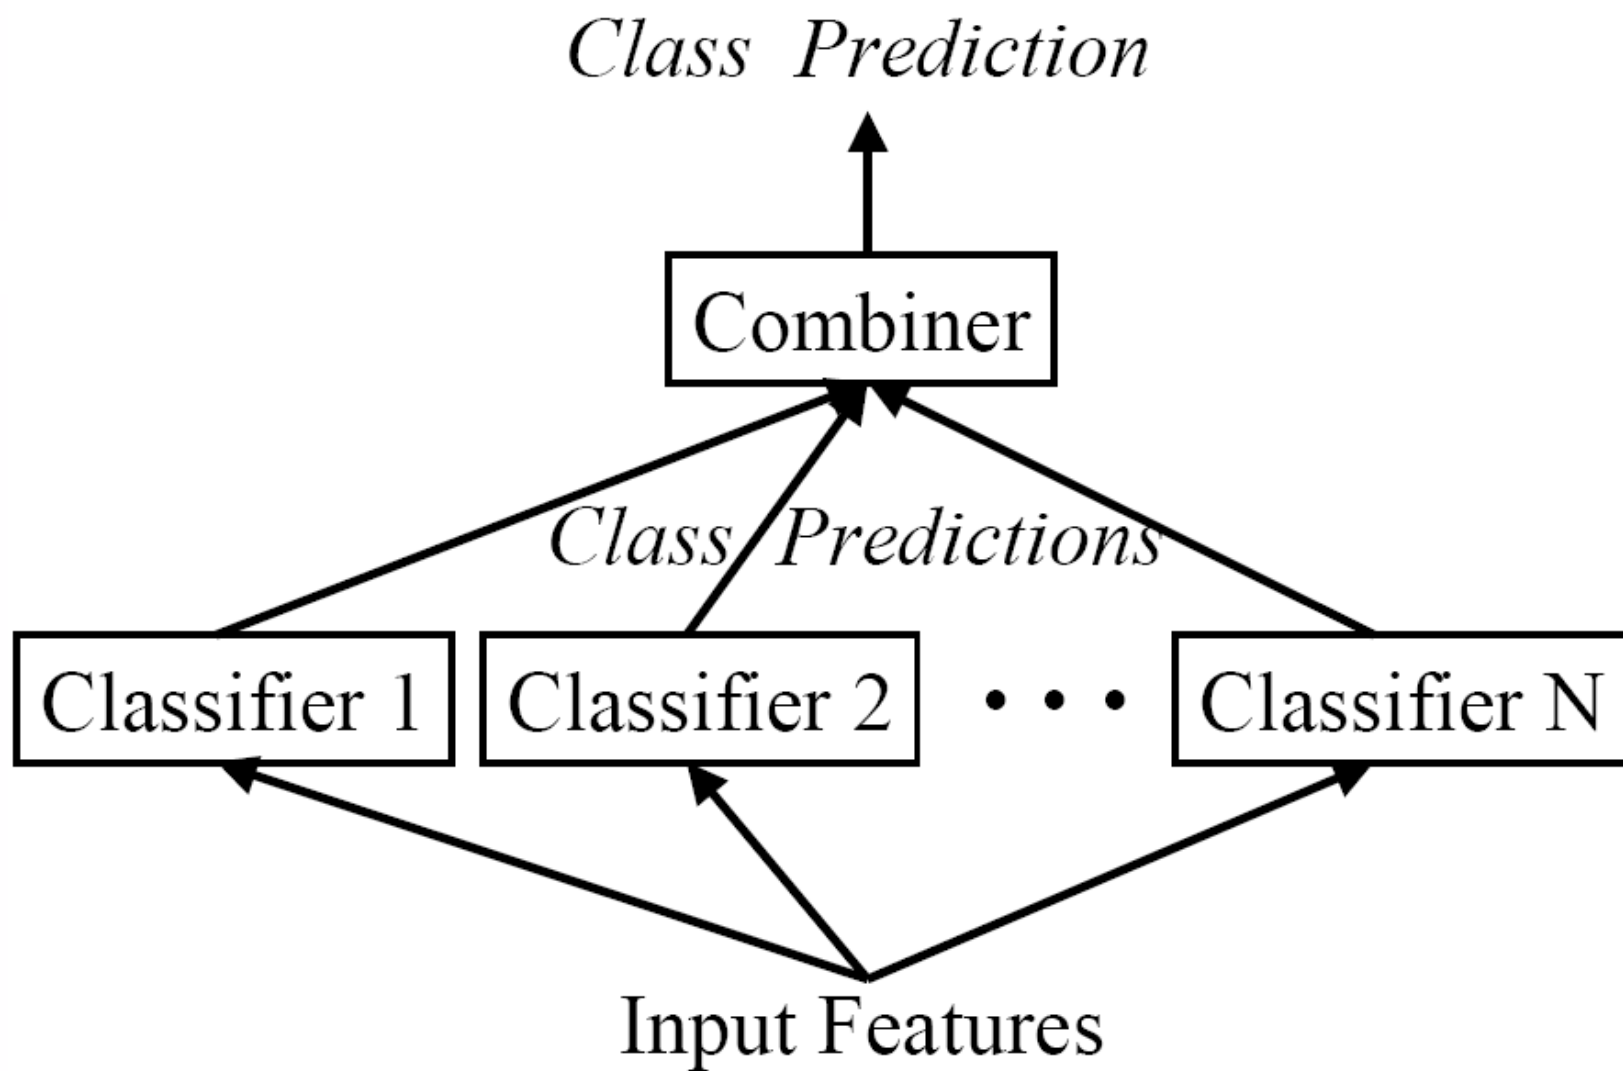 Class Prediction
Combiner
Class Predictions
Classifier 1 Classifier 2 • • • Classifier N
Input Features